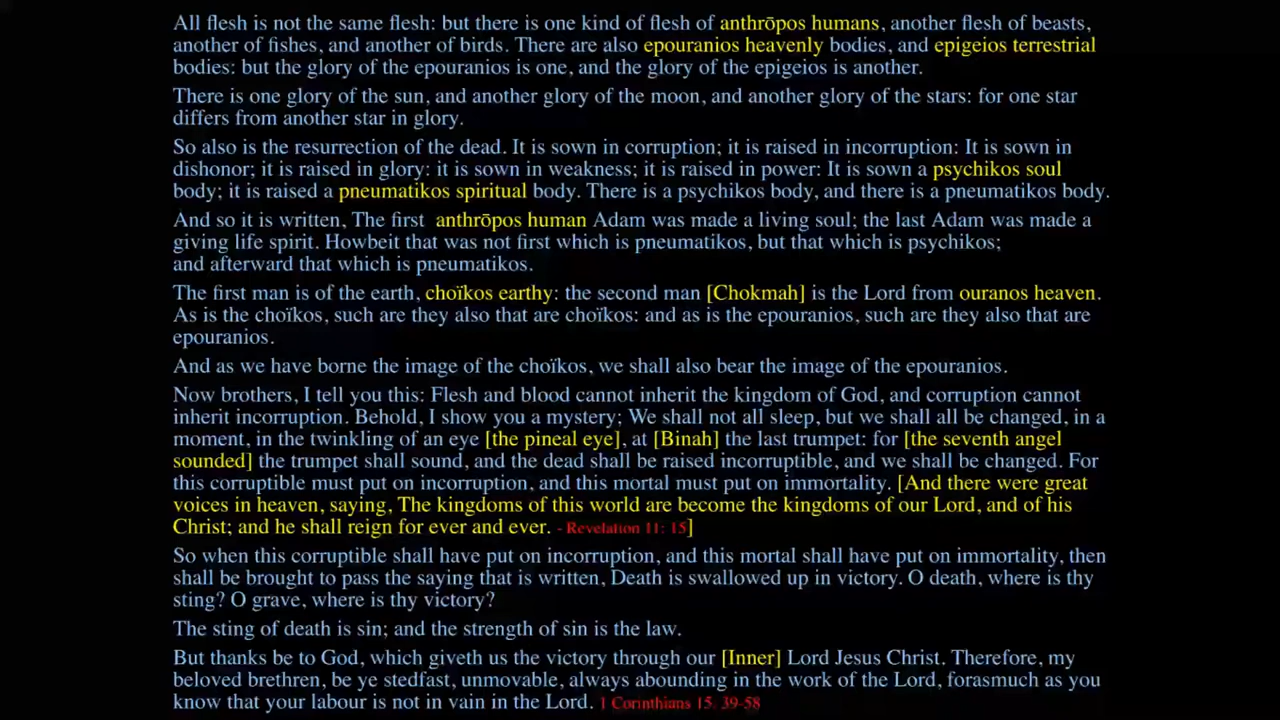 All flesh is not the same flesh: but there is one kind of flesh of anthrōpos humans, another flesh of beasts,
another of fishes, and another of birds. There are also epouranios heavenly bodies, and epigeios terrestrial
bodies: but the glory of the epouranios is one, and the glory of the epigeios is another.
There is one glory of the sun, and another glory of the moon, and another glory of the stars: for one star
differs from another star in glory.
So also is the resurrection of the dead. It is sown in corruption; it is raised in incorruption: It is sown in
dishonor; it is raised in glory: it is sown in weakness; it is raised in power: It is sown a psychikos soul
body; it is raised a pneumatikos spiritual body. There is a psychikos body, and there is a pneumatikos body.
And so it is written, The first anthrōpos human Adam was made a living soul; the last Adam was made a
giving life spirit. Howbeit that was not first which is pneumatikos, but that which is psychikos;
and afterward that which is pneumatikos.
The first man is of the earth, choïkos earthy: the second man [Chokmah] is the Lord from ouranos heaven.
As is the choïkos, such are they also that are choïkos: and as is the epouranios, such are they also that are
epouranios.
And as we have borne the image of the choïkos, we shall also bear the image of the epouranios.
Now brothers, I tell you this: Flesh and blood cannot inherit the kingdom of God, and corruption cannot
inherit incorruption. Behold, I show you a mystery; We shall not all sleep, but we shall all be changed, in a
moment, in the twinkling of an eye [the pineal eye], at [Binah] the last trumpet: for [the seventh angel
sounded] the trumpet shall sound, and the dead shall be raised incorruptible, and we shall be changed. For
this corruptible must put on incorruption, and this mortal must put on immortality. [And there were great
voices in heaven, saying, The kingdoms of this world are become the kingdoms of our Lord, and of his
Christ; and he shall reign for ever and ever. - Revelation 11: 15]
So when this corruptible shall have put on incorruption, and this mortal shall have put on immortality, then
shall be brought to pass the saying that is written, Death is swallowed up in victory. O death, where is thy
sting? O grave, where is thy victory?
The sting of death is sin; and the strength of sin is the law.
But thanks be to God, which giveth us the victory through our [Inner] Lord Jesus Christ. Therefore, my
beloved brethren, be ye stedfast, unmovable, always abounding in the work of the Lord, forasmuch as you
know that your labour is not in vain in the Lord. 1 Corinthians 15. 39-58